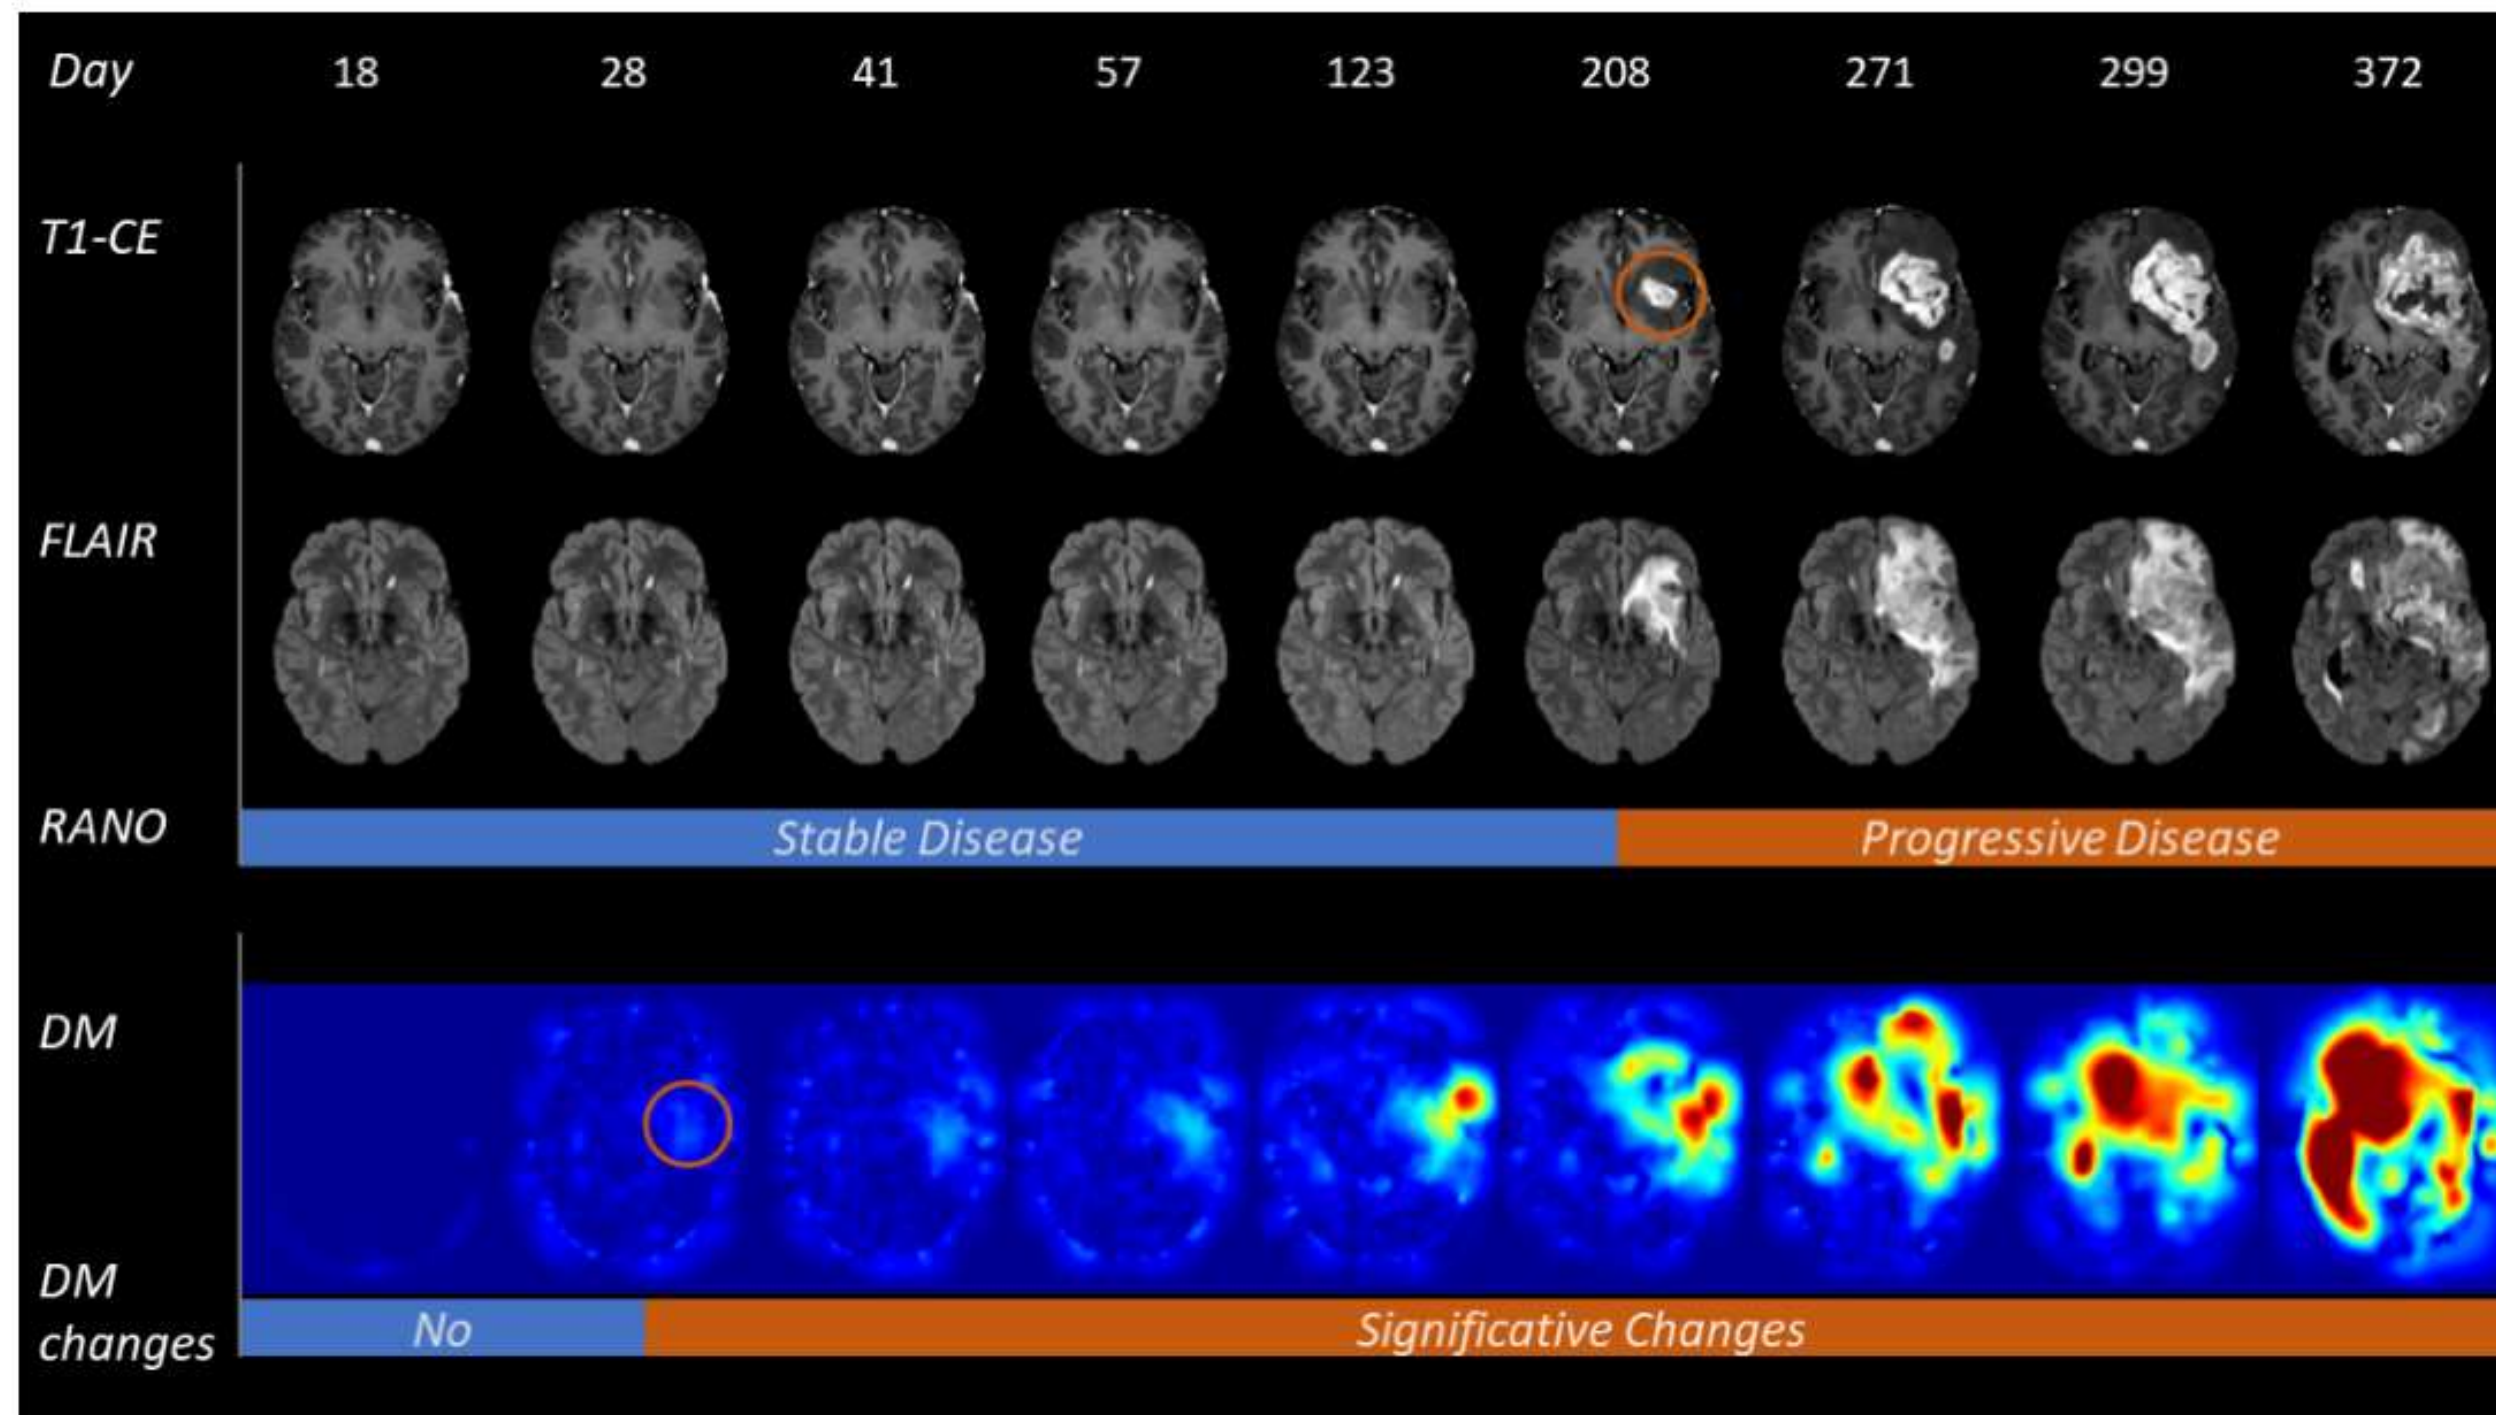 Day 18 28 41 57 123 208 271 299 372
T1-CE
FLAIR
RANO
Stable Disease Progressive Disease
DM
DM
changes
No Significative Changes